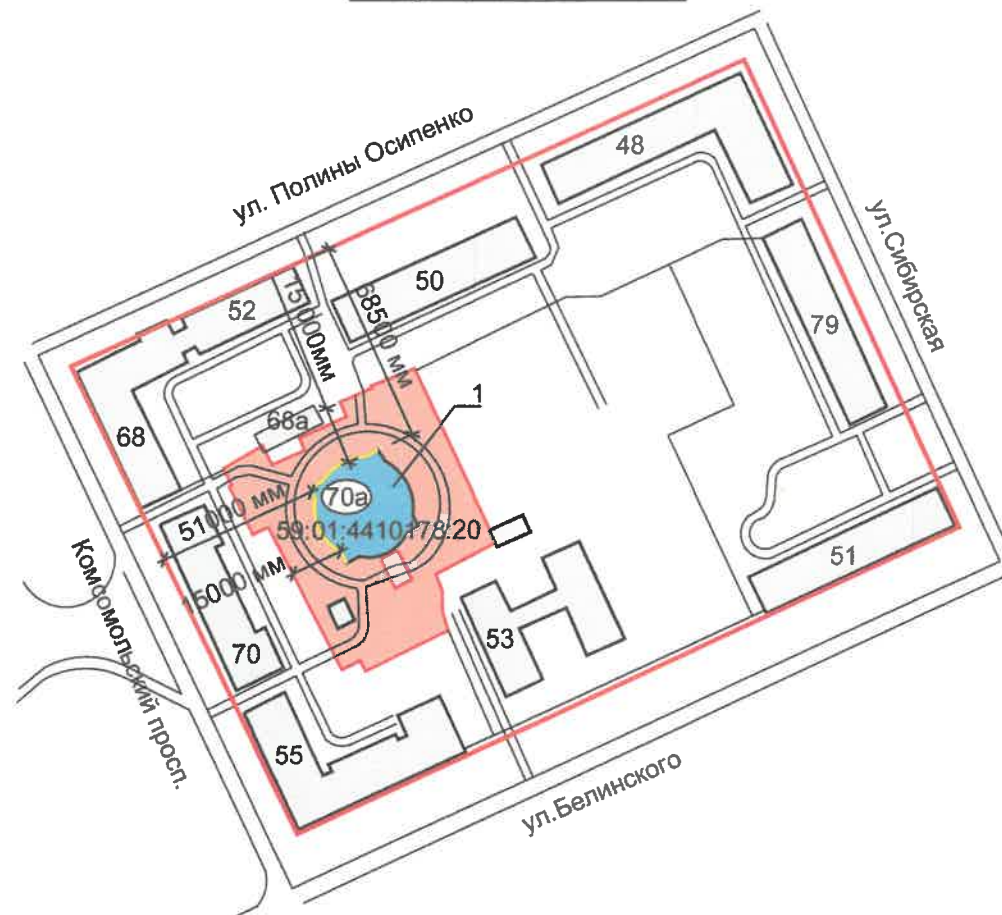 ул. Полины Осипенко
48
ул.Сибирская
50
52
15000мм
68500 мм
79
1
68а
68
70а
51000 мм
59:01:4410178:20
15000 мм
51
Комсомольский просп.
53
70
55
ул.Белинского